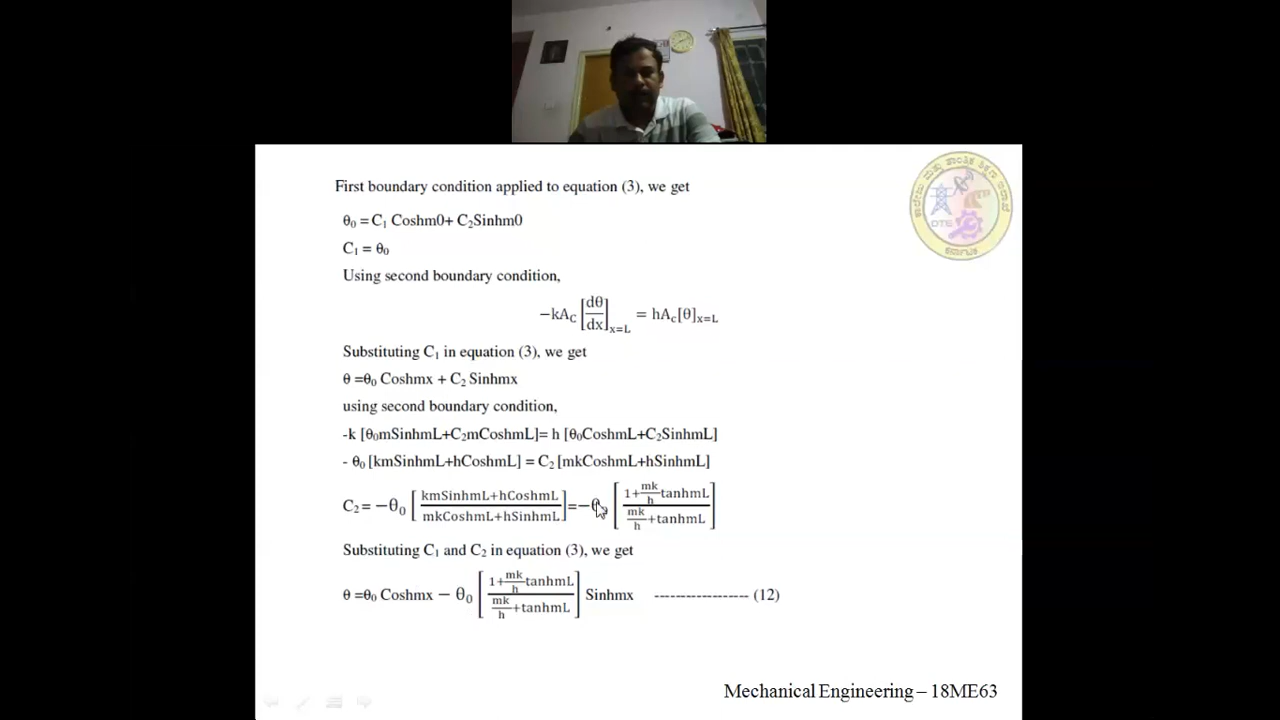 First boundary condition applied to equation (3), we get
θ₀ = C₁ Coshm0+ C₂Sinhm0
C₁ = θ₀
Using second boundary condition,
−kA_C [dθ/dx]_x=L = hA_c[θ]_x=L
Substituting C₁ in equation (3), we get
θ =θ₀ Coshmx + C₂ Sinhmx
using second boundary condition,
-k [θ₀mSinhmL+C₂mCoshmL]= h [θ₀CoshmL+C₂SinhmL]
- θ₀ [kmSinhmL+hCoshmL] = C₂ [mkCoshmL+hSinhmL]
C₂ = −θ₀ [(kmSinhmL+hCoshmL)/(mkCoshmL+hSinhmL)]=−θ₀ [(1+mk/h tanhmL)/(mk/h+tanhmL)]
Substituting C₁ and C₂ in equation (3), we get
θ =θ₀ Coshmx − θ₀ [(1+mk/h tanhmL)/(mk/h+tanhmL)] Sinhmx ----------------- (12)
DTE
Mechanical Engineering – 18ME63